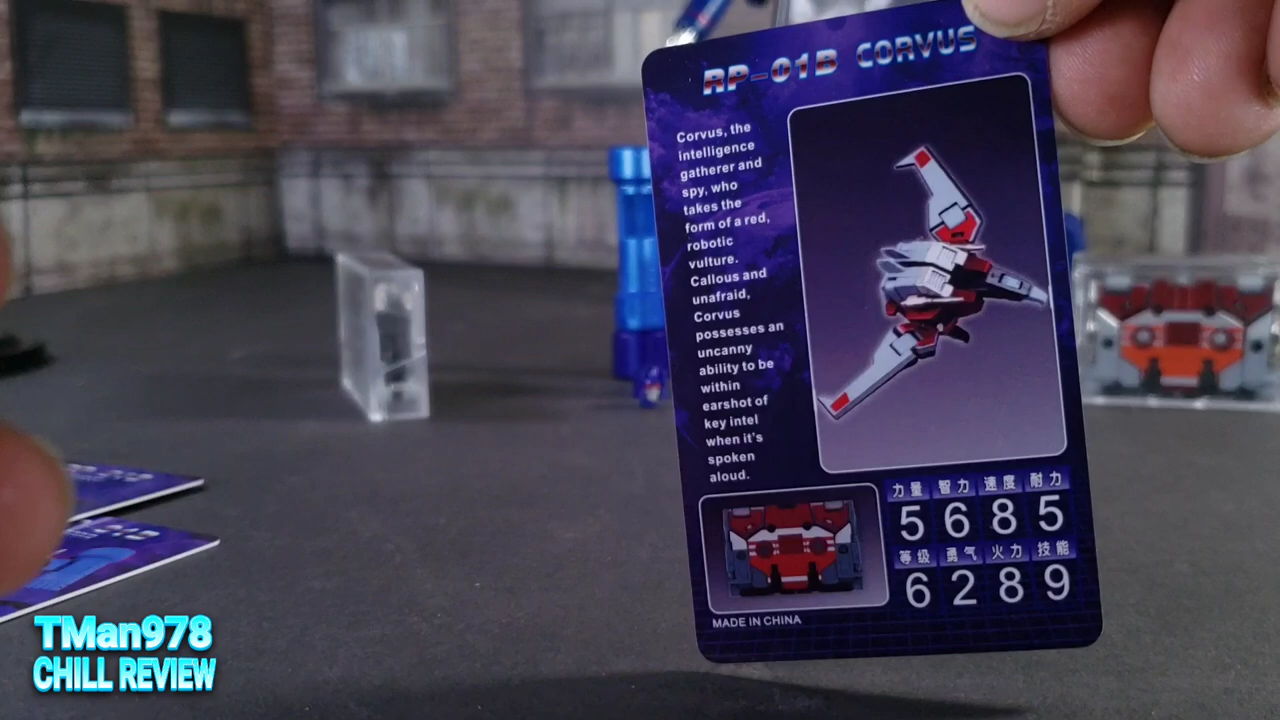 RP-01B CORVUS
Corvus, the
intelligence
gatherer and
spy, who
takes the
form of a red,
robotic
vulture.
Callous and
unafraid,
Corvus
possesses an
uncanny
ability to be
within
earshot of
key intel
when it's
spoken
aloud.
力量 智力 速度 耐力
5 6 8 5
等级 勇气 火力 技能
6 2 8 9
MADE IN CHINA
TMan978
CHILL REVIEW